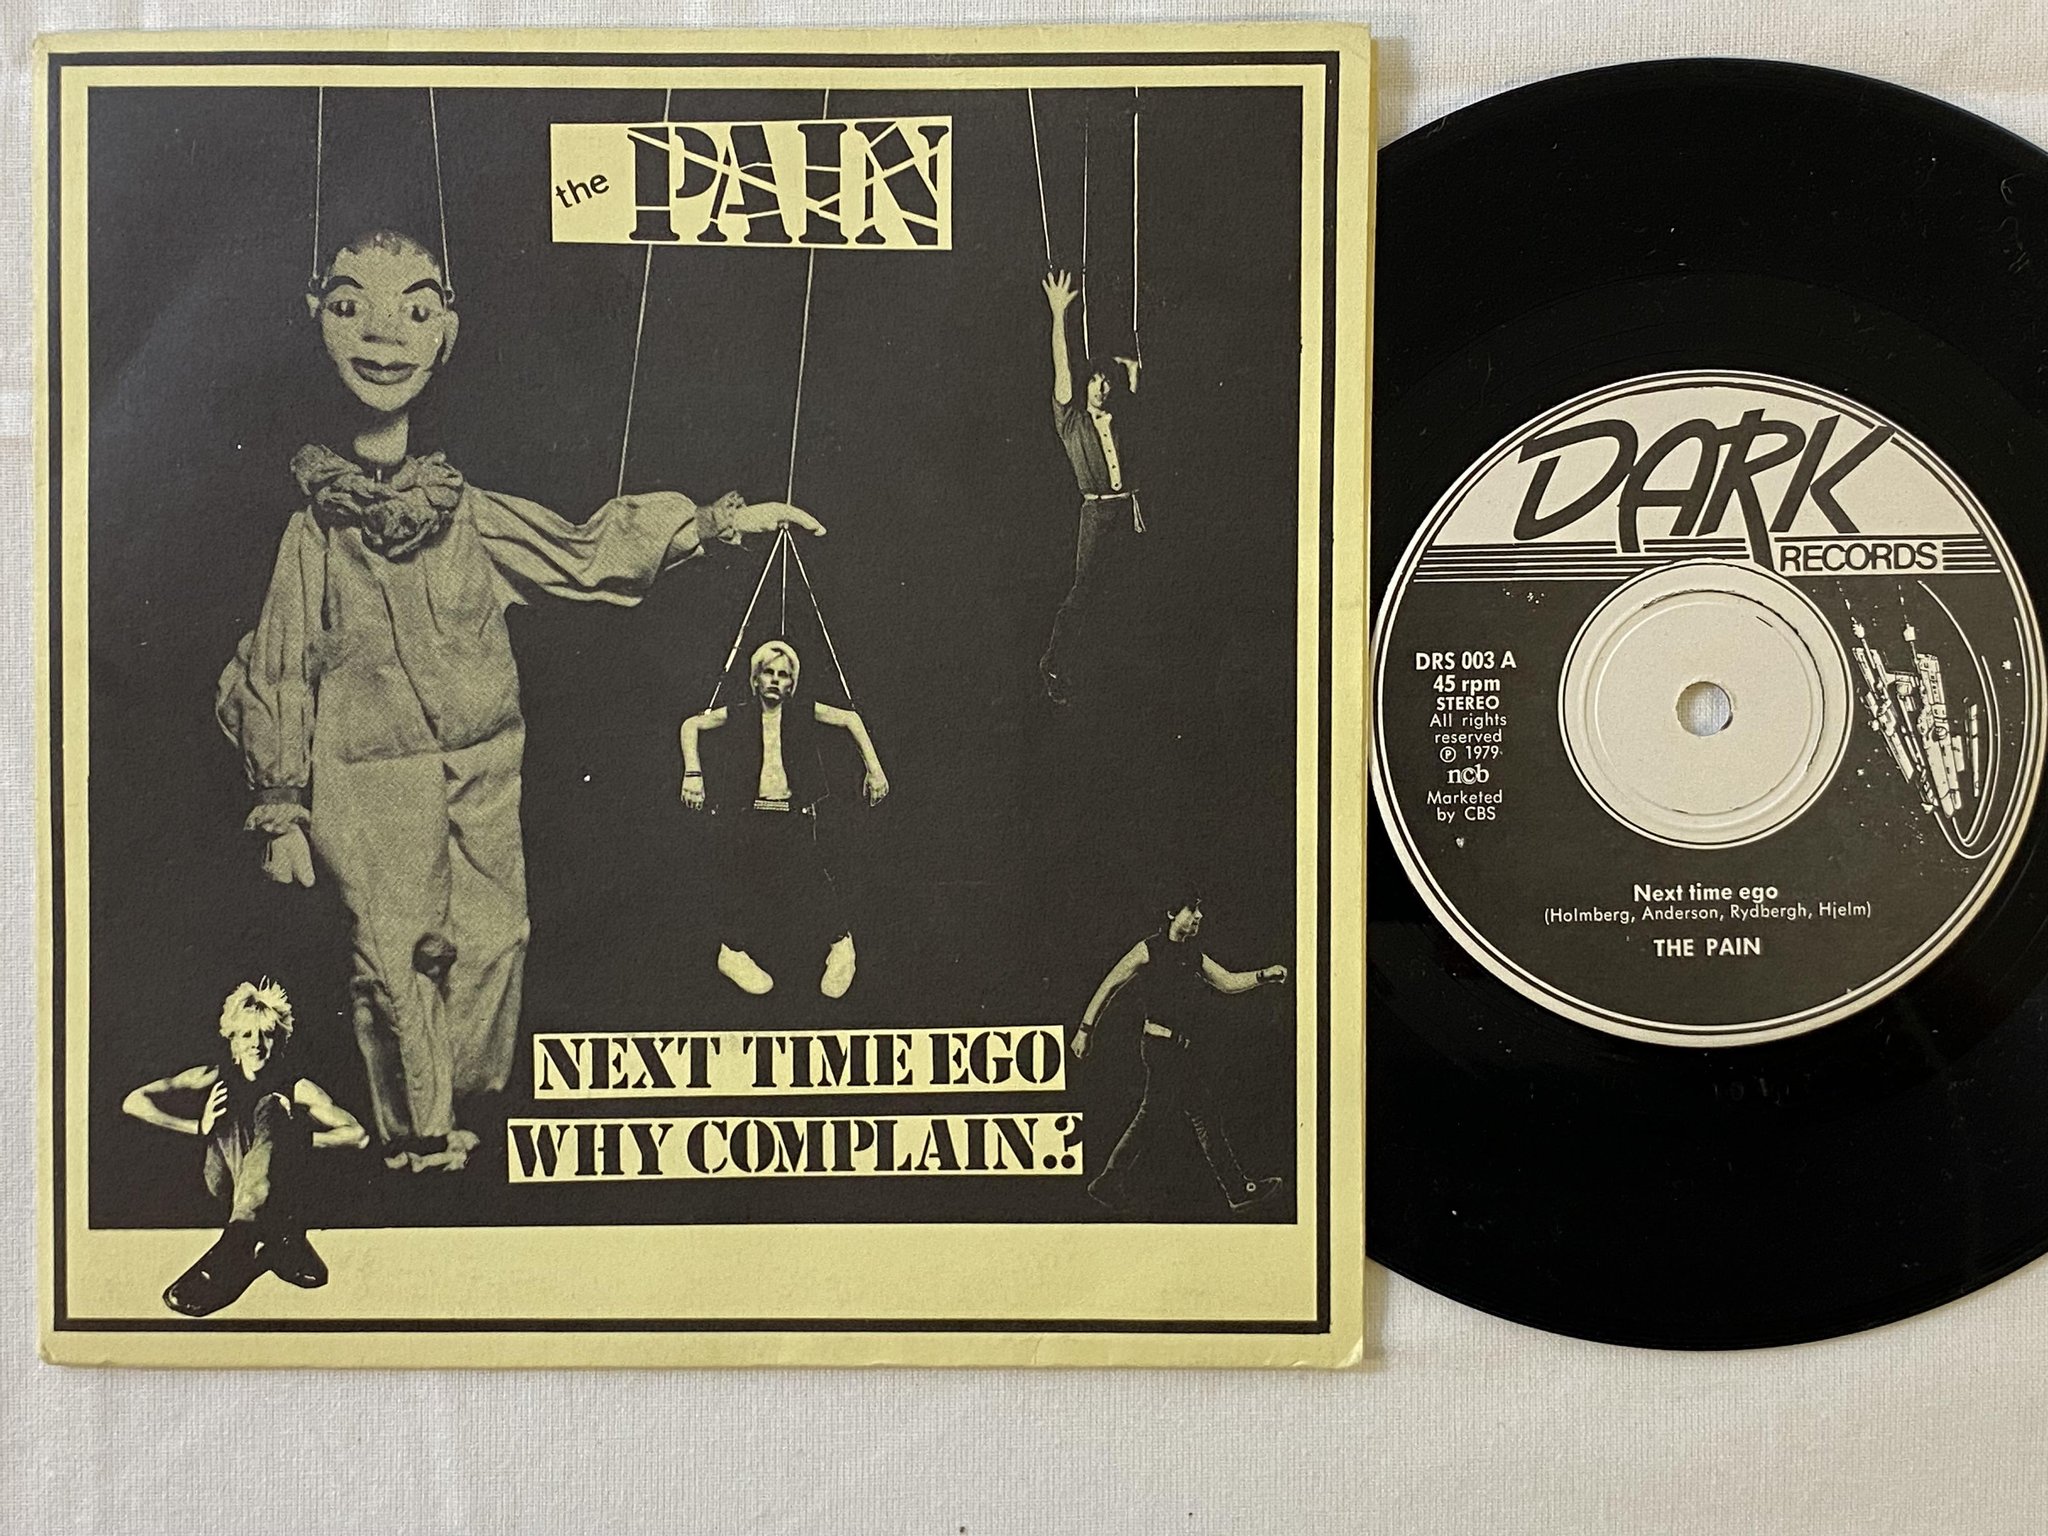 the PAIN
NEXT TIME EGO
WHY COMPLAIN.?
DARK
RECORDS
DRS 003 A
45 rpm
STEREO
All rights
reserved
Ⓟ 1979
n©b
Marketed
by CBS
Next time ego
(Holmberg, Anderson, Rydbergh, Hjelm)
THE PAIN